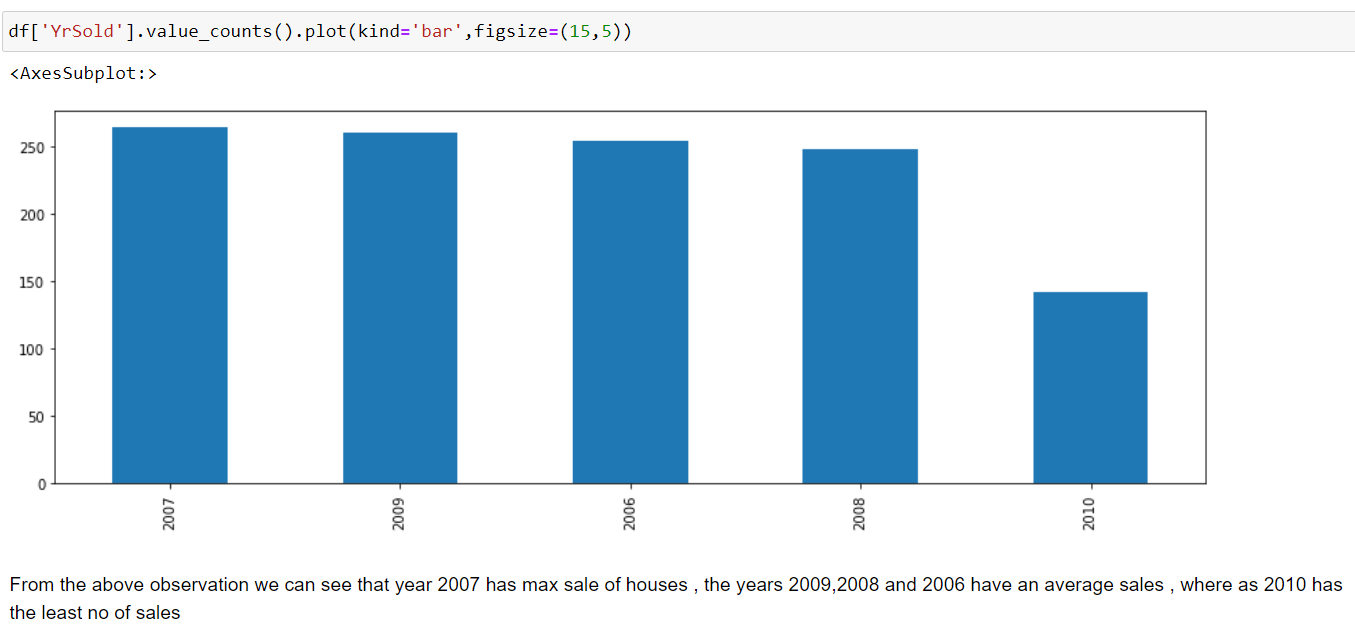 df['YrSold'].value_counts().plot(kind='bar',figsize=(15,5))
<AxesSubplot:>
250
200
150
100
50
0
2007 2009 2006 2008 2010
From the above observation we can see that year 2007 has max sale of houses , the years 2009,2008 and 2006 have an average sales , where as 2010 has
the least no of sales